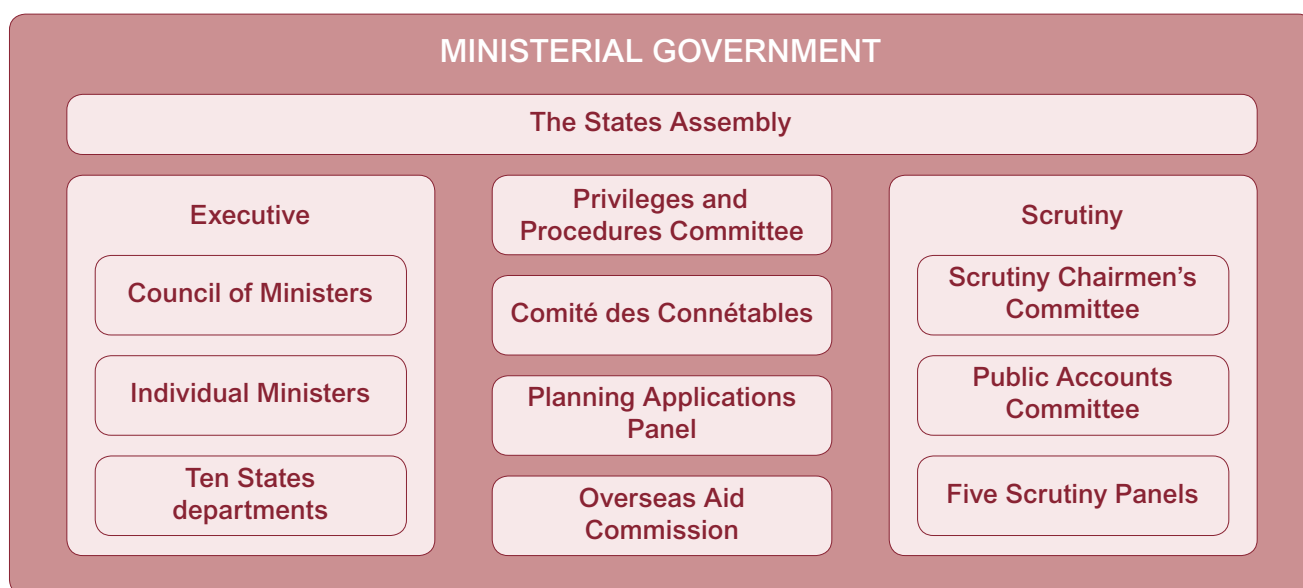 MINISTERIAL GOVERNMENT
The States Assembly
Executive
Council of Ministers
Individual Ministers
Ten States
departments
Privileges and
Procedures Committee
Comité des Connétables
Planning Applications
Panel
Overseas Aid
Commission
Scrutiny
Scrutiny Chairmen’s
Committee
Public Accounts
Committee
Five Scrutiny Panels